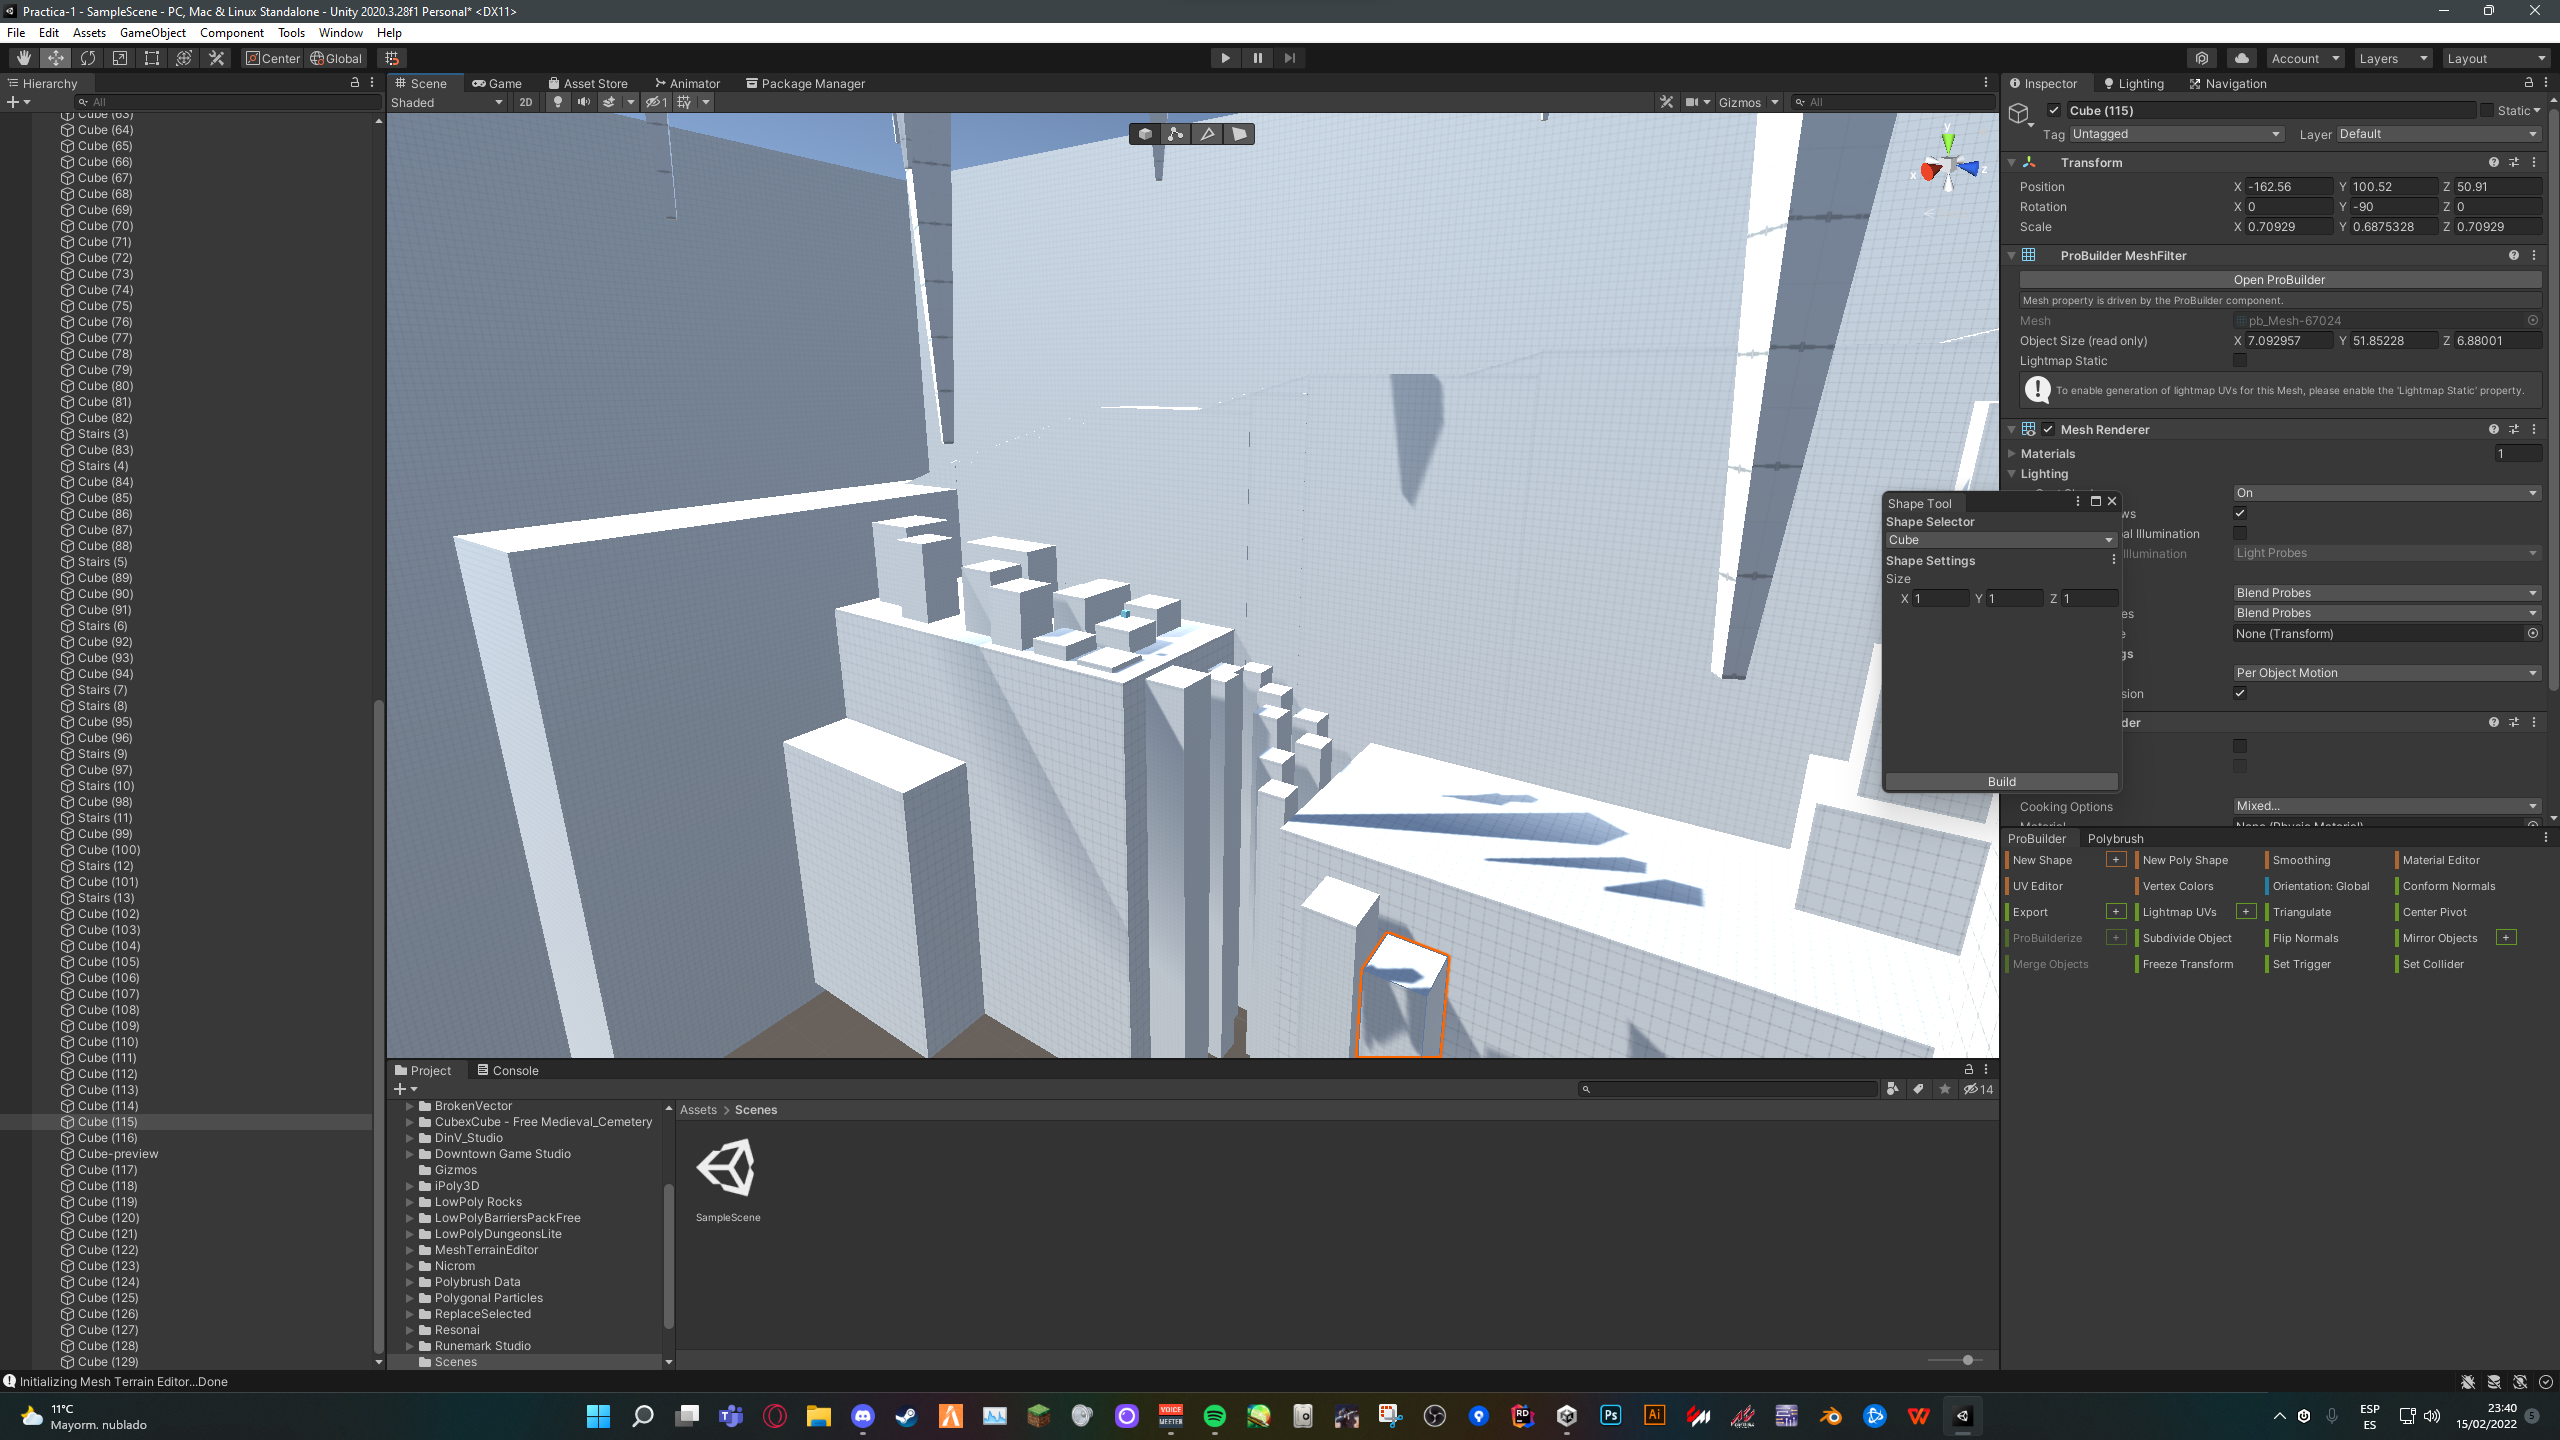 Practica-1 - SampleScene - PC, Mac & Linux Standalone - Unity 2020.3.28f1 Personal* <DX11>
File Edit Assets GameObject Component Tools Window Help
Center Global
Account Layers Layout
Hierarchy
All
Cube (63)
Cube (64)
Cube (65)
Cube (66)
Cube (67)
Cube (68)
Cube (69)
Cube (70)
Cube (71)
Cube (72)
Cube (73)
Cube (74)
Cube (75)
Cube (76)
Cube (77)
Cube (78)
Cube (79)
Cube (80)
Cube (81)
Cube (82)
Stairs (3)
Cube (83)
Stairs (4)
Cube (84)
Cube (85)
Cube (86)
Cube (87)
Cube (88)
Stairs (5)
Cube (89)
Cube (90)
Cube (91)
Stairs (6)
Cube (92)
Cube (93)
Cube (94)
Stairs (7)
Stairs (8)
Cube (95)
Cube (96)
Stairs (9)
Cube (97)
Stairs (10)
Cube (98)
Stairs (11)
Cube (99)
Cube (100)
Stairs (12)
Cube (101)
Stairs (13)
Cube (102)
Cube (103)
Cube (104)
Cube (105)
Cube (106)
Cube (107)
Cube (108)
Cube (109)
Cube (110)
Cube (111)
Cube (112)
Cube (113)
Cube (114)
Cube (115)
Cube (116)
Cube-preview
Cube (117)
Cube (118)
Cube (119)
Cube (120)
Cube (121)
Cube (122)
Cube (123)
Cube (124)
Cube (125)
Cube (126)
Cube (127)
Cube (128)
Cube (129)
Scene Game Asset Store Animator Package Manager
Shaded 2D 1 Gizmos All
y
x z
Shape Tool
Shape Selector
Cube
Shape Settings
Size
X 1 Y 1 Z 1
Build
Inspector Lighting Navigation
Cube (115) Static
Tag Untagged Layer Default
Transform
Position X -162.56 Y 100.52 Z 50.91
Rotation X 0 Y -90 Z 0
Scale X 0.70929 Y 0.6875328 Z 0.70929
ProBuilder MeshFilter
Open ProBuilder
Mesh property is driven by the ProBuilder component.
Mesh pb_Mesh-67024
Object Size (read only) X 7.092957 Y 51.85228 Z 6.88001
Lightmap Static
To enable generation of lightmap UVs for this Mesh, please enable the 'Lightmap Static' property.
Mesh Renderer
Materials 1
Lighting
On
ws
al Illumination
Illumination Light Probes
Blend Probes
es Blend Probes
e None (Transform)
gs
Per Object Motion
sion
der
Cooking Options Mixed...
Material None (Physic Material)
ProBuilder Polybrush
New Shape + New Poly Shape Smoothing Material Editor
UV Editor Vertex Colors Orientation: Global Conform Normals
Export + Lightmap UVs + Triangulate Center Pivot
ProBuilderize + Subdivide Object Flip Normals Mirror Objects +
Merge Objects Freeze Transform Set Trigger Set Collider
Project Console
14
BrokenVector
CubexCube - Free Medieval_Cemetery
DinV_Studio
Downtown Game Studio
Gizmos
iPoly3D
LowPoly Rocks
LowPolyBarriersPackFree
LowPolyDungeonsLite
MeshTerrainEditor
Nicrom
Polybrush Data
Polygonal Particles
ReplaceSelected
Resonai
Runemark Studio
Scenes
Assets > Scenes
SampleScene
Initializing Mesh Terrain Editor...Done
11°C
Mayorm. nublado
VOICE
MEETER
RD
Ps
Ai
ESP
ES
23:40
15/02/2022
5